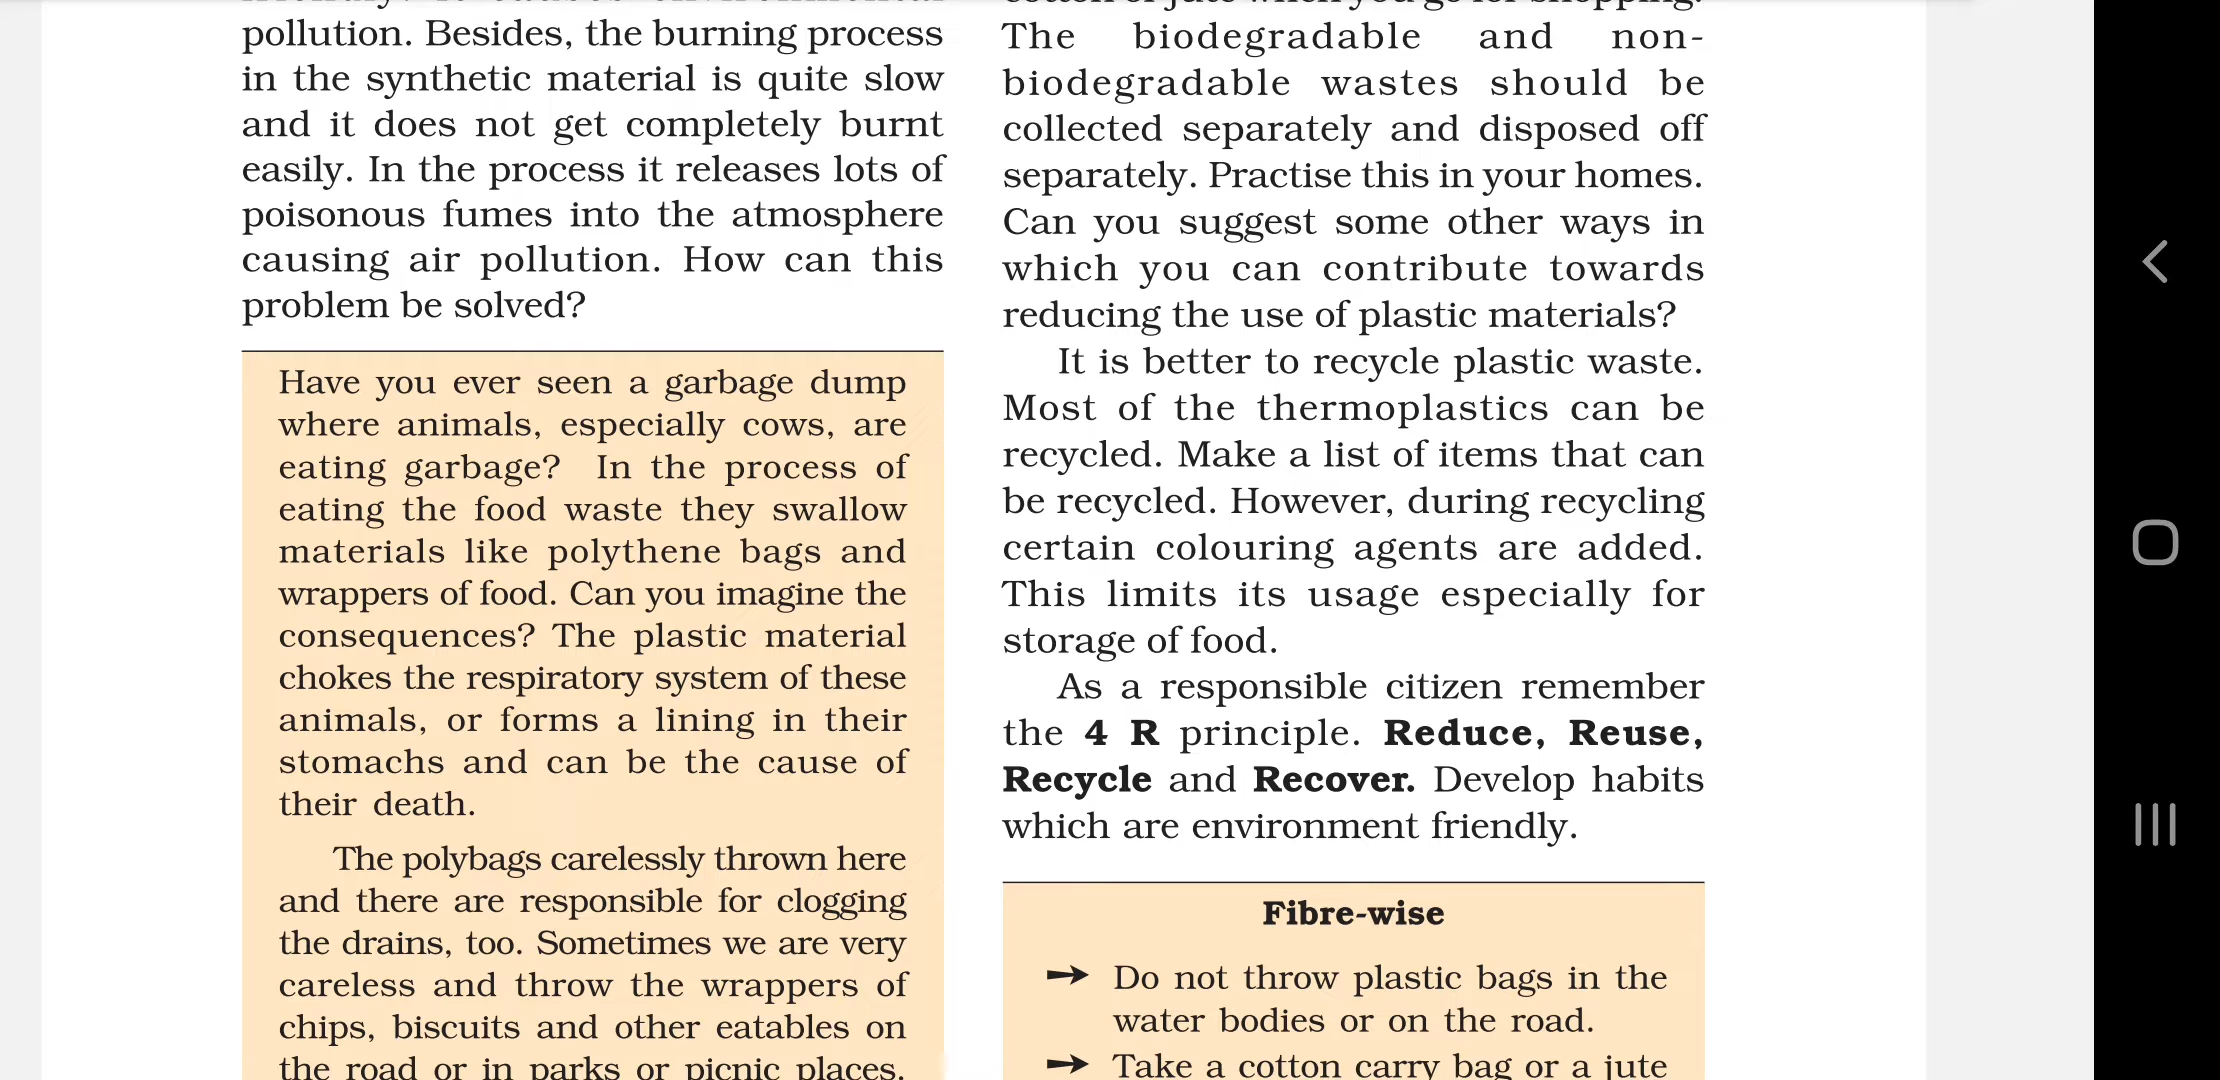 pollution. Besides, the burning process
in the synthetic material is quite slow
and it does not get completely burnt
easily. In the process it releases lots of
poisonous fumes into the atmosphere
causing air pollution. How can this
problem be solved?
Have you ever seen a garbage dump
where animals, especially cows, are
eating garbage? In the process of
eating the food waste they swallow
materials like polythene bags and
wrappers of food. Can you imagine the
consequences? The plastic material
chokes the respiratory system of these
animals, or forms a lining in their
stomachs and can be the cause of
their death.
The polybags carelessly thrown here
and there are responsible for clogging
the drains, too. Sometimes we are very
careless and throw the wrappers of
chips, biscuits and other eatables on
the road or in parks or picnic places.
cotton or jute when you go for shopping.
The biodegradable and non-
biodegradable wastes should be
collected separately and disposed off
separately. Practise this in your homes.
Can you suggest some other ways in
which you can contribute towards
reducing the use of plastic materials?
It is better to recycle plastic waste.
Most of the thermoplastics can be
recycled. Make a list of items that can
be recycled. However, during recycling
certain colouring agents are added.
This limits its usage especially for
storage of food.
As a responsible citizen remember
the 4 R principle. Reduce, Reuse,
Recycle and Recover. Develop habits
which are environment friendly.
Fibre-wise
→ Do not throw plastic bags in the
water bodies or on the road.
→ Take a cotton carry bag or a jute